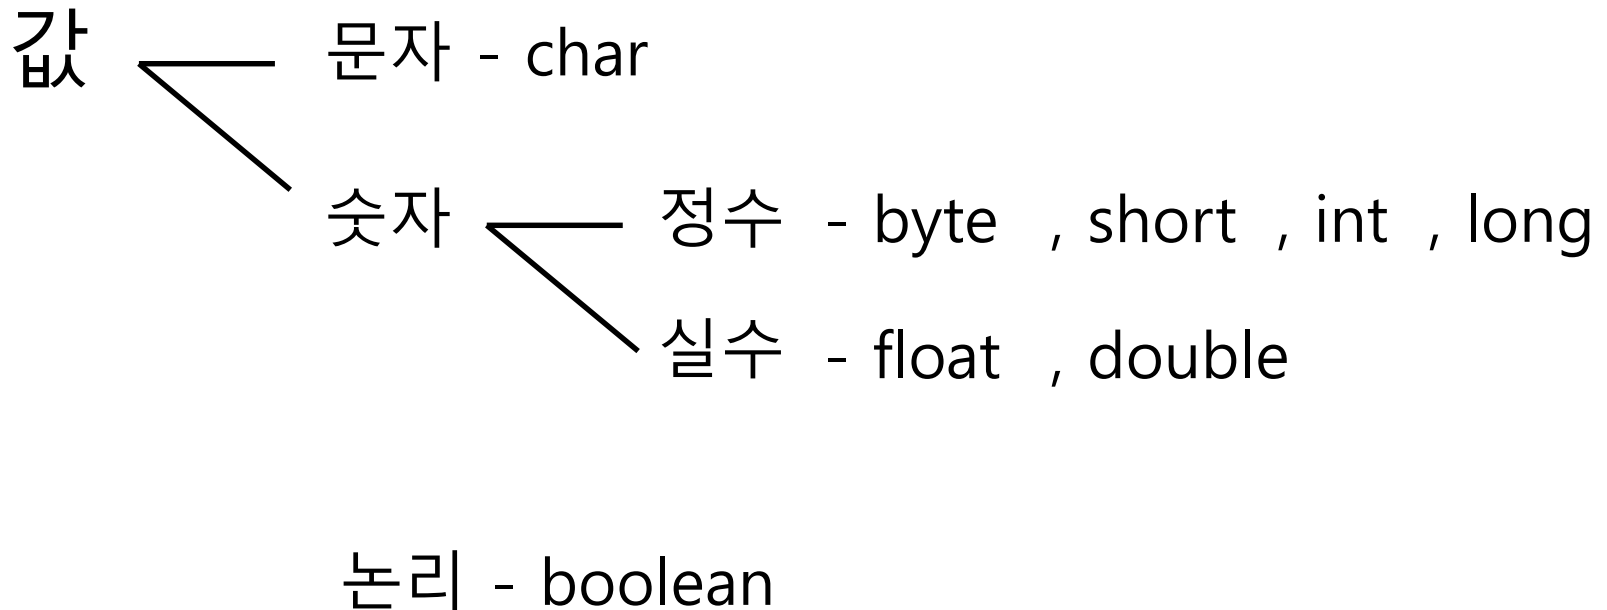 값 문자 - char
숫자 정수 - byte , short , int , long
실수 - float , double
논리 - boolean